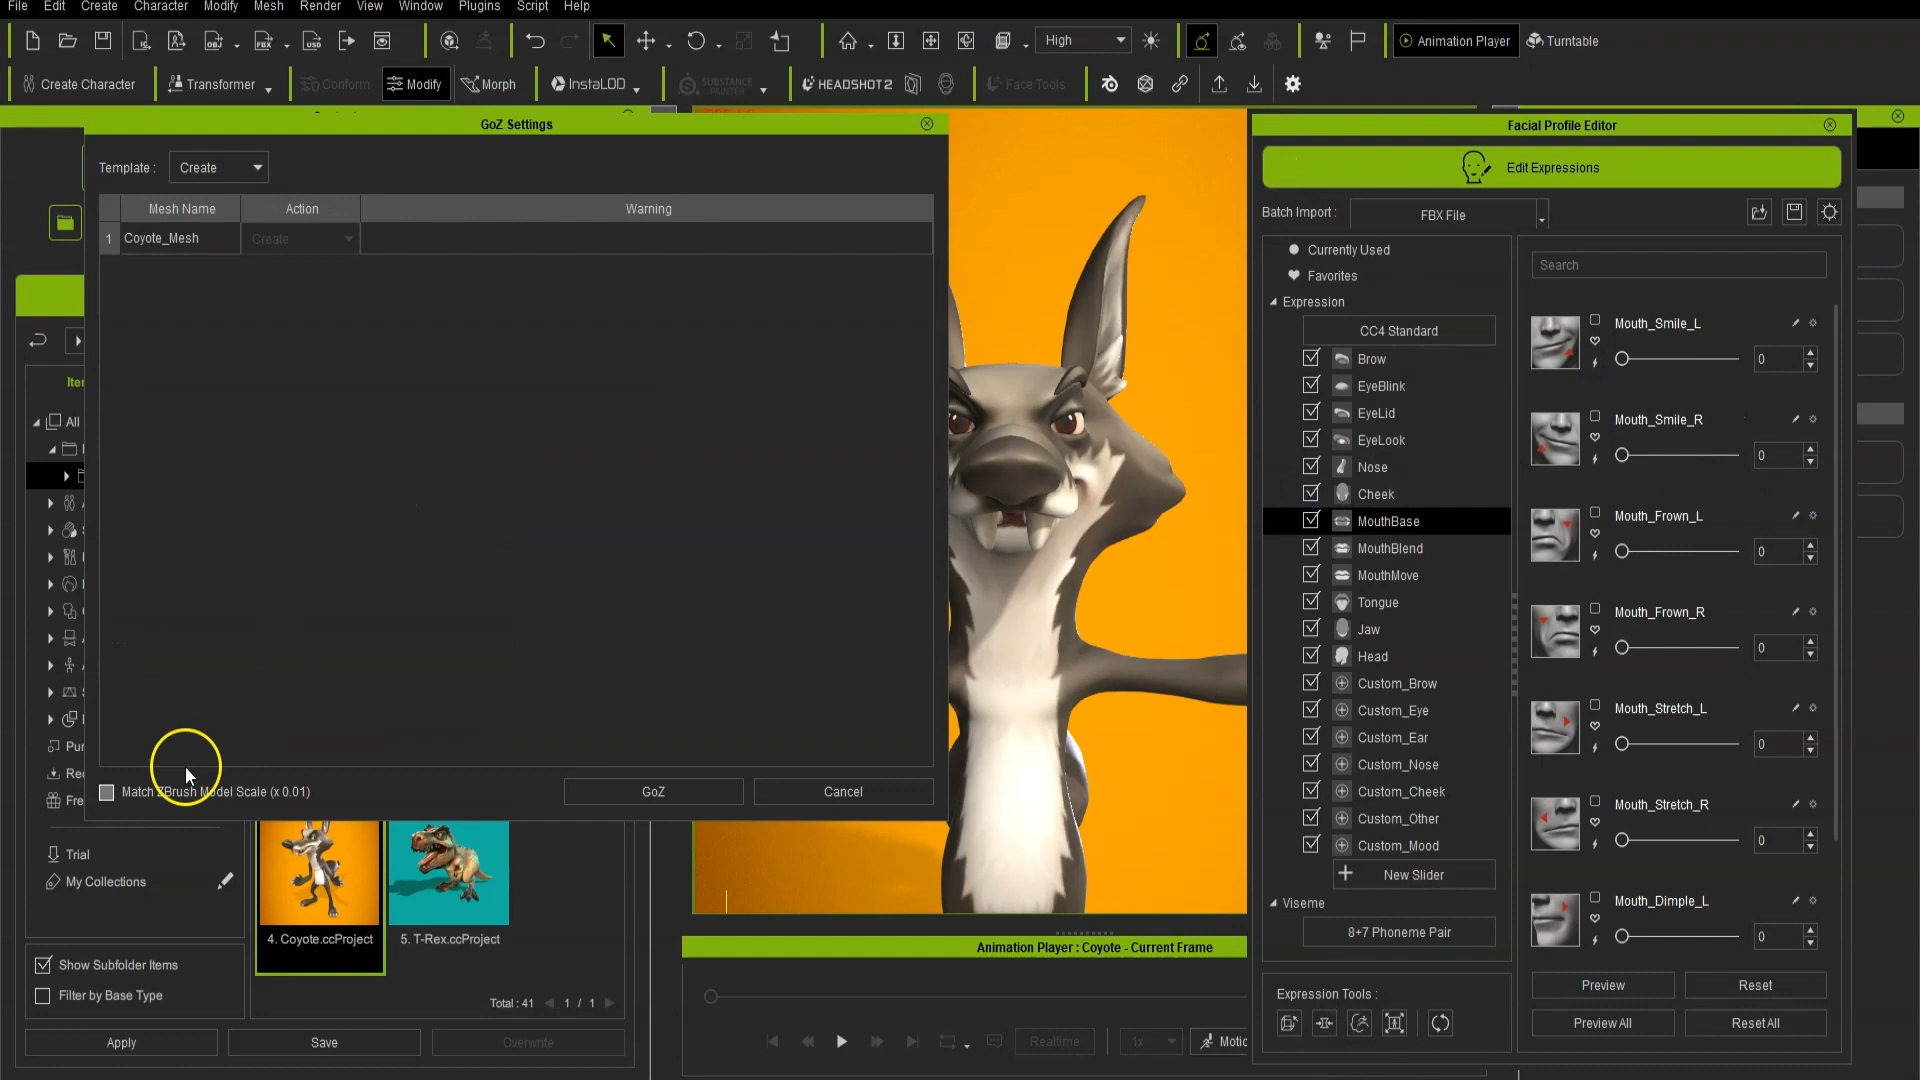 File Edit Create Character Modify Mesh Render View Window Plugins Script Help
High Animation Player Turntable
Create Character Transformer Conform Modify Morph InstaLOD SUBSTANCE PAINTER HEADSHOT2 Face Tools
GoZ Settings
Template : Create
Mesh Name Action Warning
1 Coyote_Mesh Create
Match ZBrush Model Scale (x 0.01) GoZ Cancel
All
Trial
My Collections
Show Subfolder Items
Filter by Base Type
4. Coyote.ccProject 5. T-Rex.ccProject
Total : 41 1 / 1
Apply Save Overwrite
Animation Player : Coyote - Current Frame
Realtime 1x
Facial Profile Editor
Edit Expressions
Batch Import : FBX File
Currently Used
Favorites
Expression
CC4 Standard
Brow
EyeBlink
EyeLid
EyeLook
Nose
Cheek
MouthBase
MouthBlend
MouthMove
Tongue
Jaw
Head
Custom_Brow
Custom_Eye
Custom_Ear
Custom_Nose
Custom_Cheek
Custom_Other
Custom_Mood
New Slider
Viseme
8+7 Phoneme Pair
Expression Tools :
Search
Mouth_Smile_L
0
Mouth_Smile_R
0
Mouth_Frown_L
0
Mouth_Frown_R
0
Mouth_Stretch_L
0
Mouth_Stretch_R
0
Mouth_Dimple_L
0
Preview Reset
Preview All Reset All